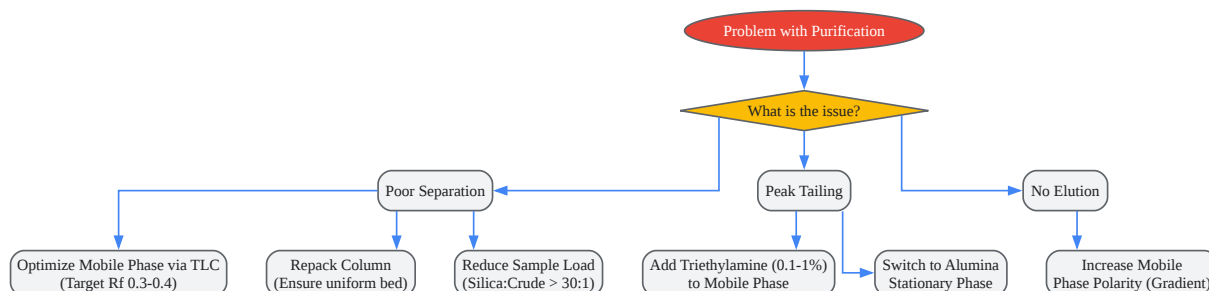 Problem with Purification
What is the issue?
Poor Separation
Peak Tailing
No Elution
Optimize Mobile Phase via TLC
(Target Rf 0.3-0.4)
Repack Column
(Ensure uniform bed)
Reduce Sample Load
(Silica:Crude > 30:1)
Add Triethylamine (0.1-1%)
to Mobile Phase
Switch to Alumina
Stationary Phase
Increase Mobile
Phase Polarity (Gradient)